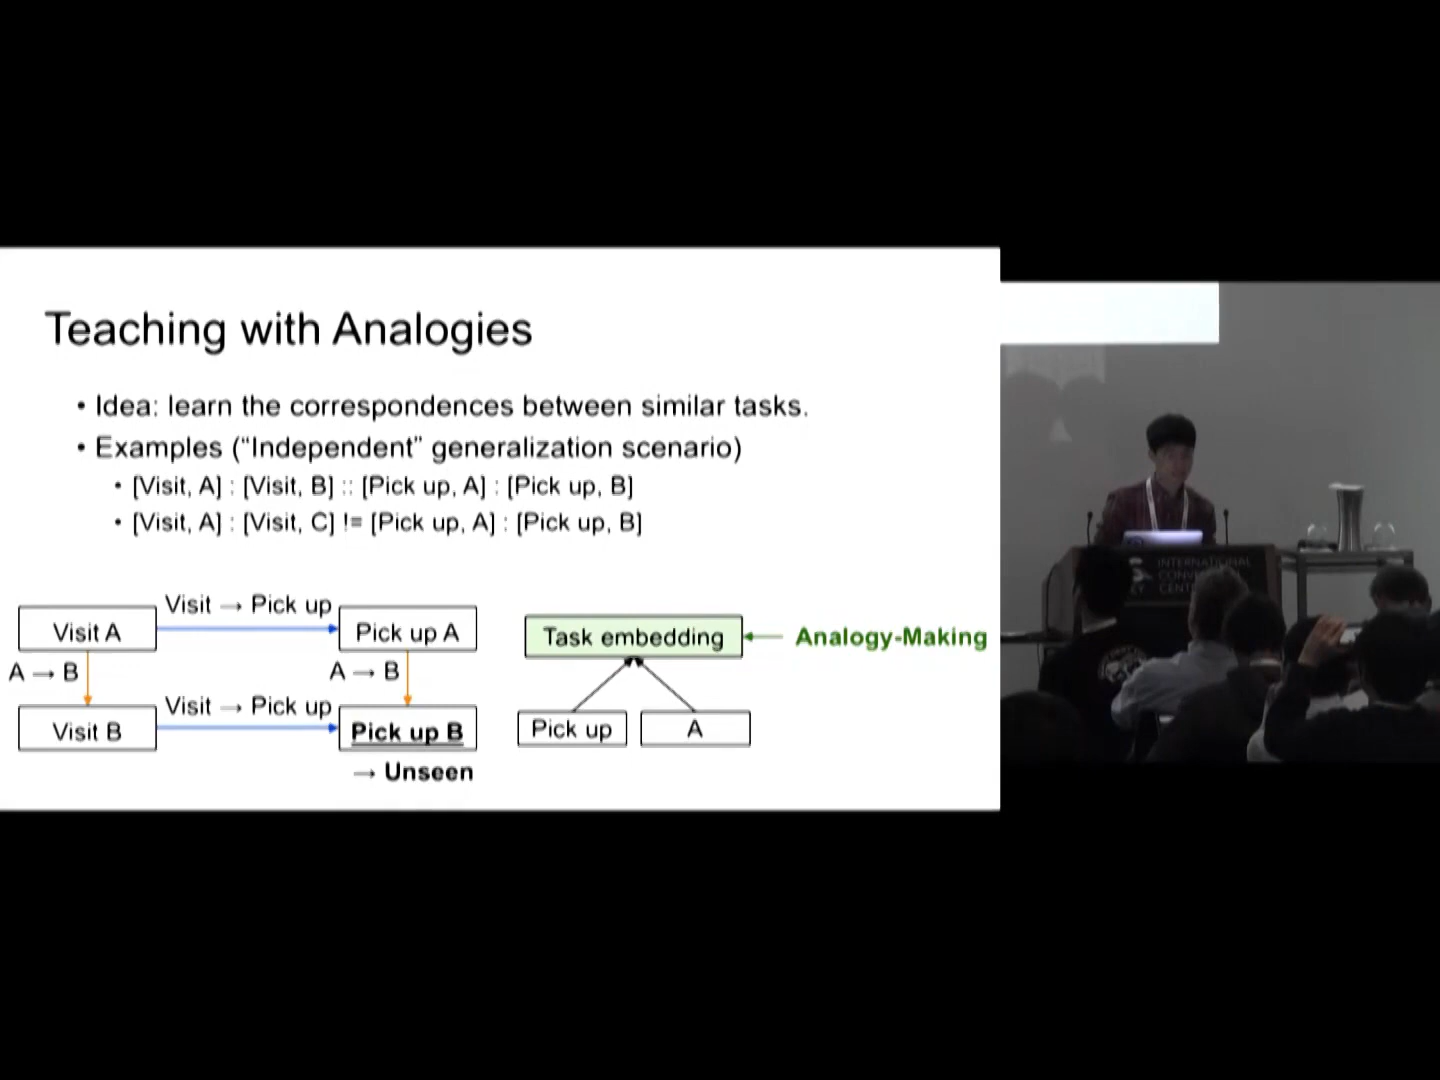 Teaching with Analogies
• Idea: learn the correspondences between similar tasks.
• Examples (“Independent” generalization scenario)
• [Visit, A] : [Visit, B] :: [Pick up, A] : [Pick up, B]
• [Visit, A] : [Visit, C] != [Pick up, A] : [Pick up, B]
Visit → Pick up
Visit A
Pick up A
A → B
A → B
Visit → Pick up
Visit B
Pick up B
→ Unseen
Task embedding
Analogy-Making
Pick up
A
INTERNATIONAL